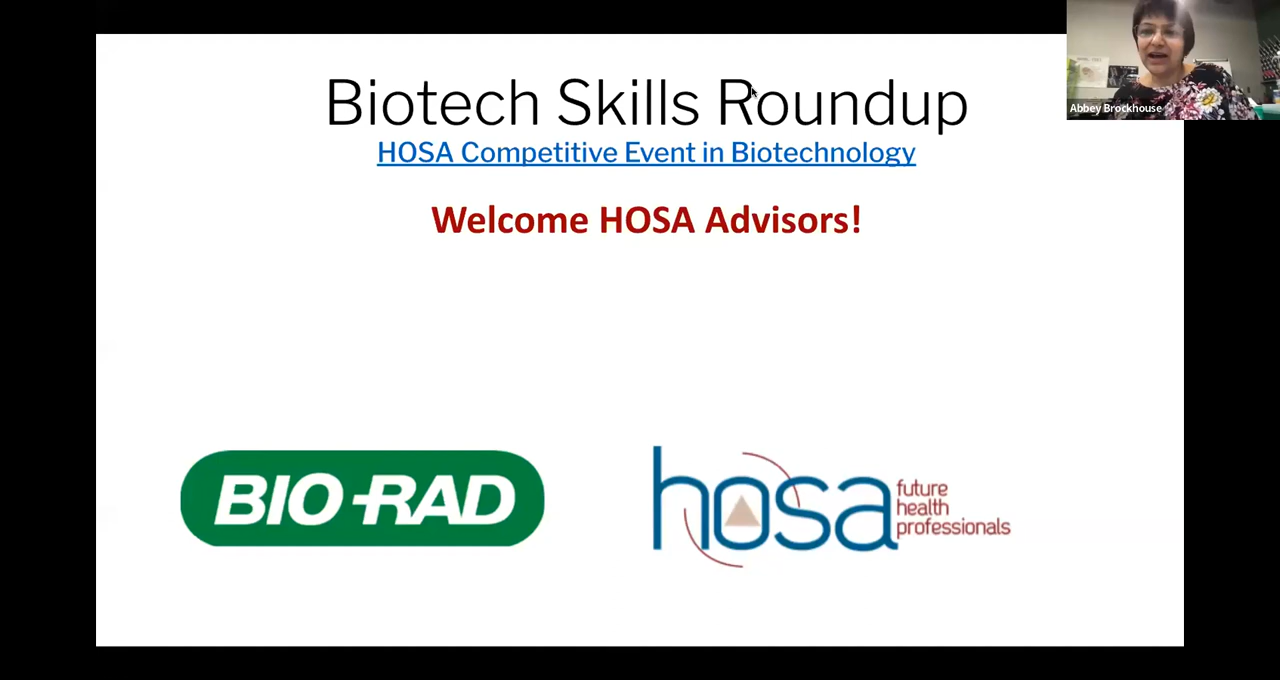 Biotech Skills Roundup
HOSA Competitive Event in Biotechnology
Welcome HOSA Advisors!
BIO-RAD
hosa
future
health
professionals
Abbey Brockhouse